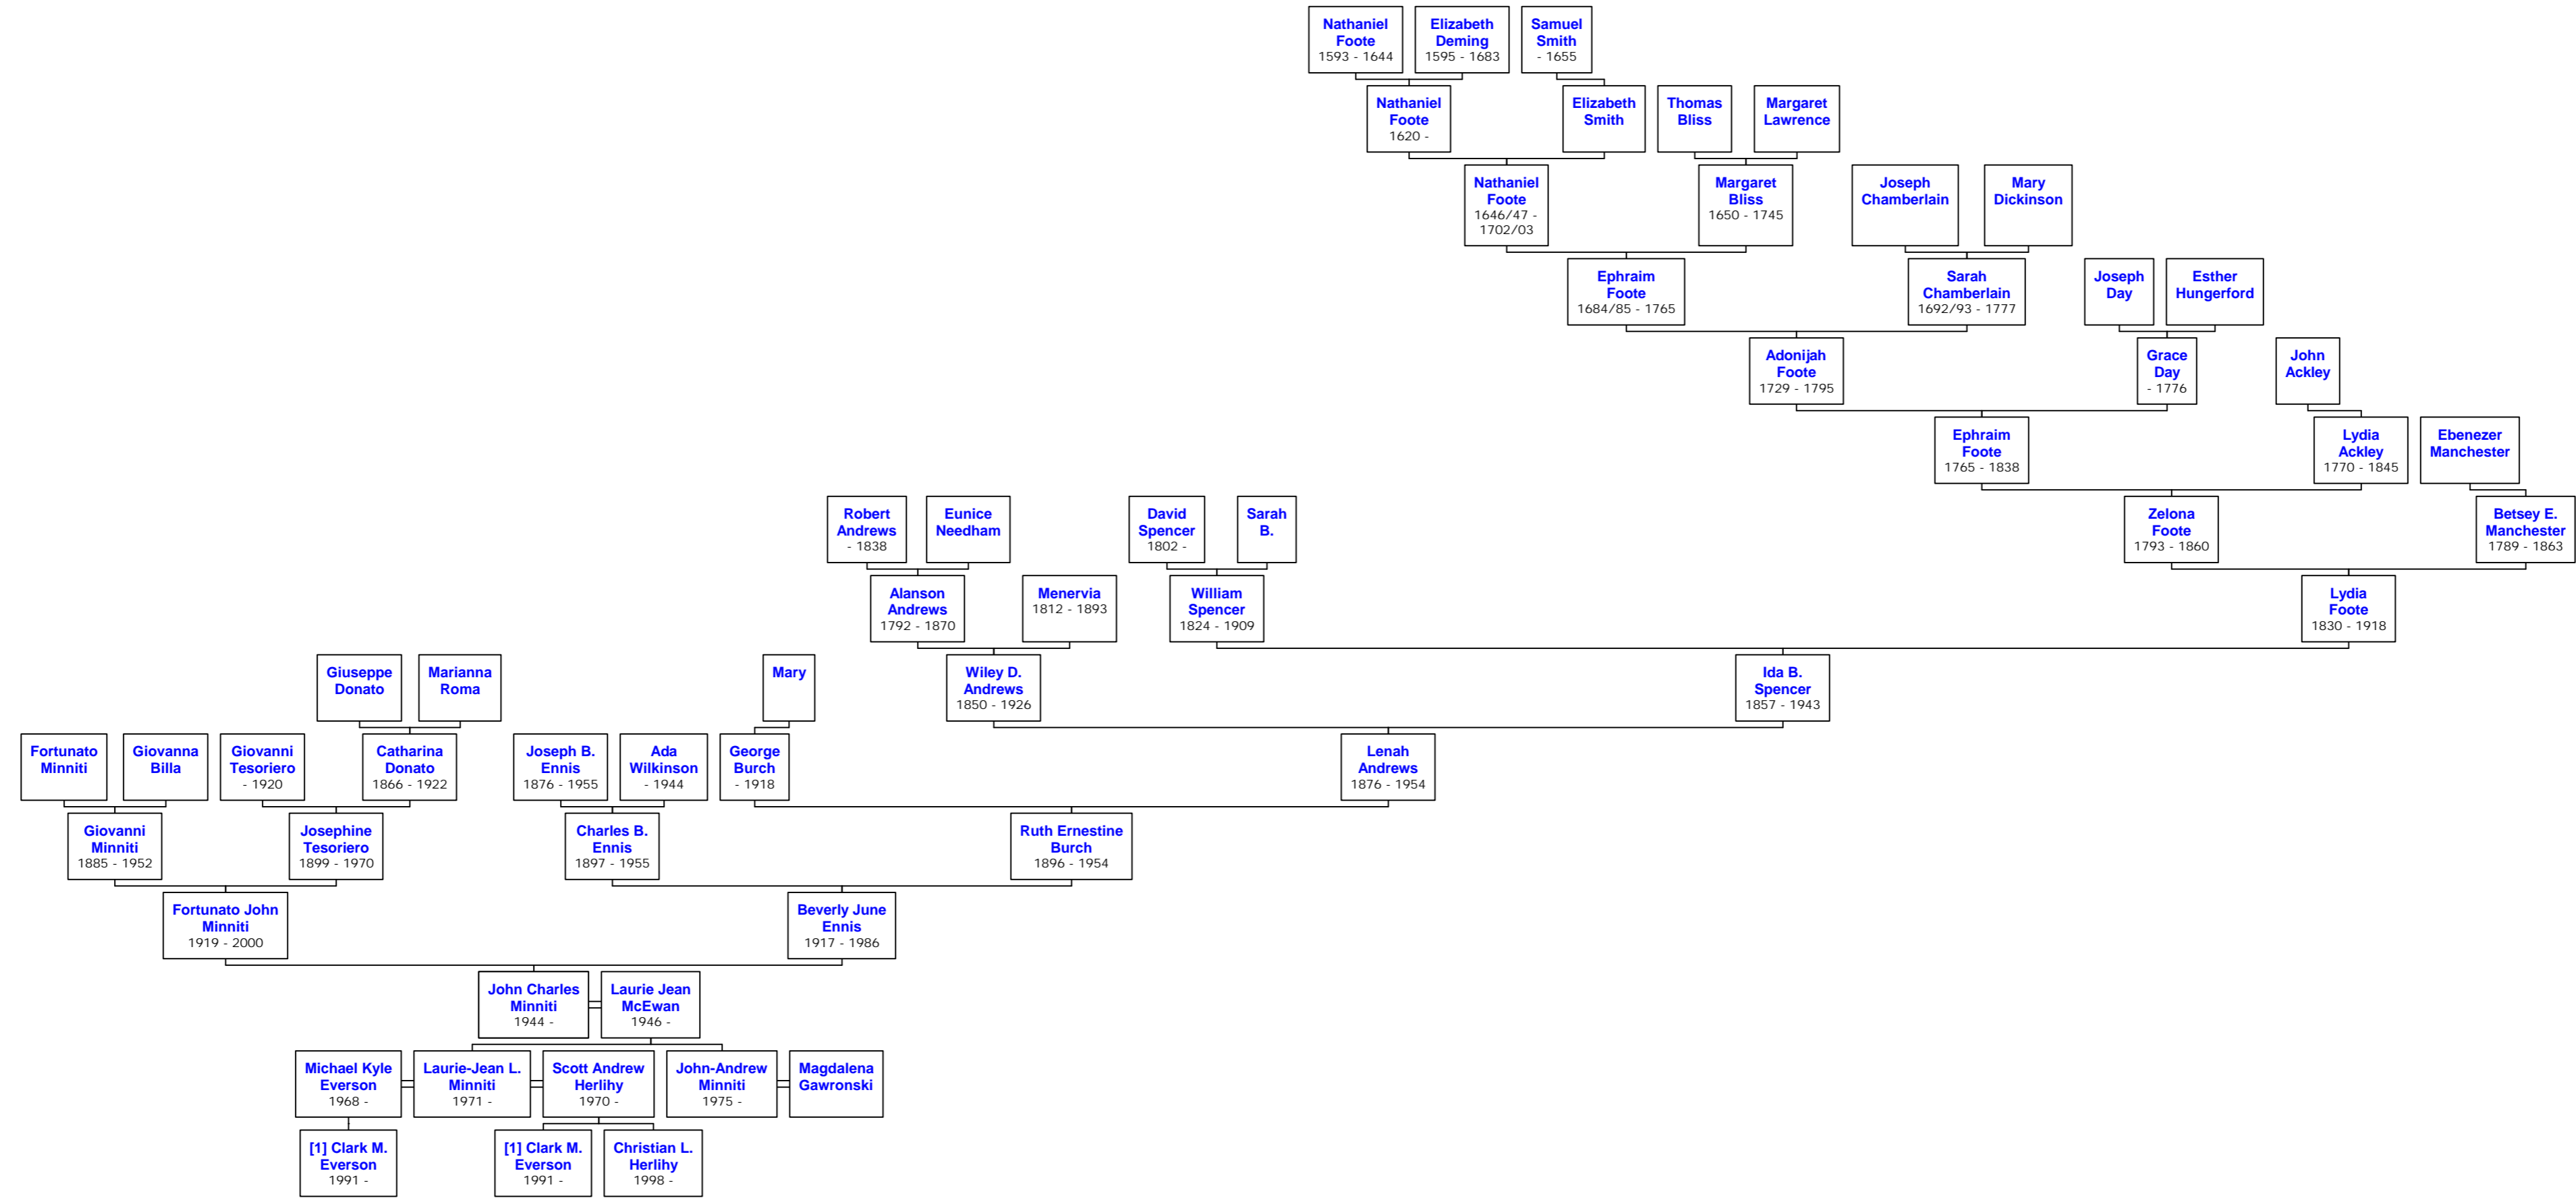 Nathaniel
Foote
1593 - 1644
Elizabeth
Deming
1595 - 1683
Samuel
Smith
- 1655
Nathaniel
Foote
1620 -
Elizabeth
Smith
Thomas
Bliss
Margaret
Lawrence
Nathaniel
Foote
1646/47 -
1702/03
Margaret
Bliss
1650 - 1745
Joseph
Chamberlain
Mary
Dickinson
Ephraim
Foote
1684/85 - 1765
Sarah
Chamberlain
1692/93 - 1777
Joseph
Day
Esther
Hungerford
Adonijah
Foote
1729 - 1795
Grace
Day
- 1776
John
Ackley
Ephraim
Foote
1765 - 1838
Lydia
Ackley
1770 - 1845
Ebenezer
Manchester
Robert
Andrews
- 1838
Eunice
Needham
David
Spencer
1802 -
Sarah
B.
Zelona
Foote
1793 - 1860
Betsey E.
Manchester
1789 - 1863
Alanson
Andrews
1792 - 1870
Menervia
1812 - 1893
William
Spencer
1824 - 1909
Lydia
Foote
1830 - 1918
Giuseppe
Donato
Marianna
Roma
Mary
Wiley D.
Andrews
1850 - 1926
Ida B.
Spencer
1857 - 1943
Fortunato
Minniti
Giovanna
Billa
Giovanni
Tesoriero
- 1920
Catharina
Donato
1866 - 1922
Joseph B.
Ennis
1876 - 1955
Ada
Wilkinson
- 1944
George
Burch
- 1918
Lenah
Andrews
1876 - 1954
Giovanni
Minniti
1885 - 1952
Josephine
Tesoriero
1899 - 1970
Charles B.
Ennis
1897 - 1955
Ruth Ernestine
Burch
1896 - 1954
Fortunato John
Minniti
1919 - 2000
Beverly June
Ennis
1917 - 1986
John Charles
Minniti
1944 -
Laurie Jean
McEwan
1946 -
Michael Kyle
Everson
1968 -
Laurie-Jean L.
Minniti
1971 -
Scott Andrew
Herlihy
1970 -
John-Andrew
Minniti
1975 -
Magdalena
Gawronski
[1] Clark M.
Everson
1991 -
[1] Clark M.
Everson
1991 -
Christian L.
Herlihy
1998 -